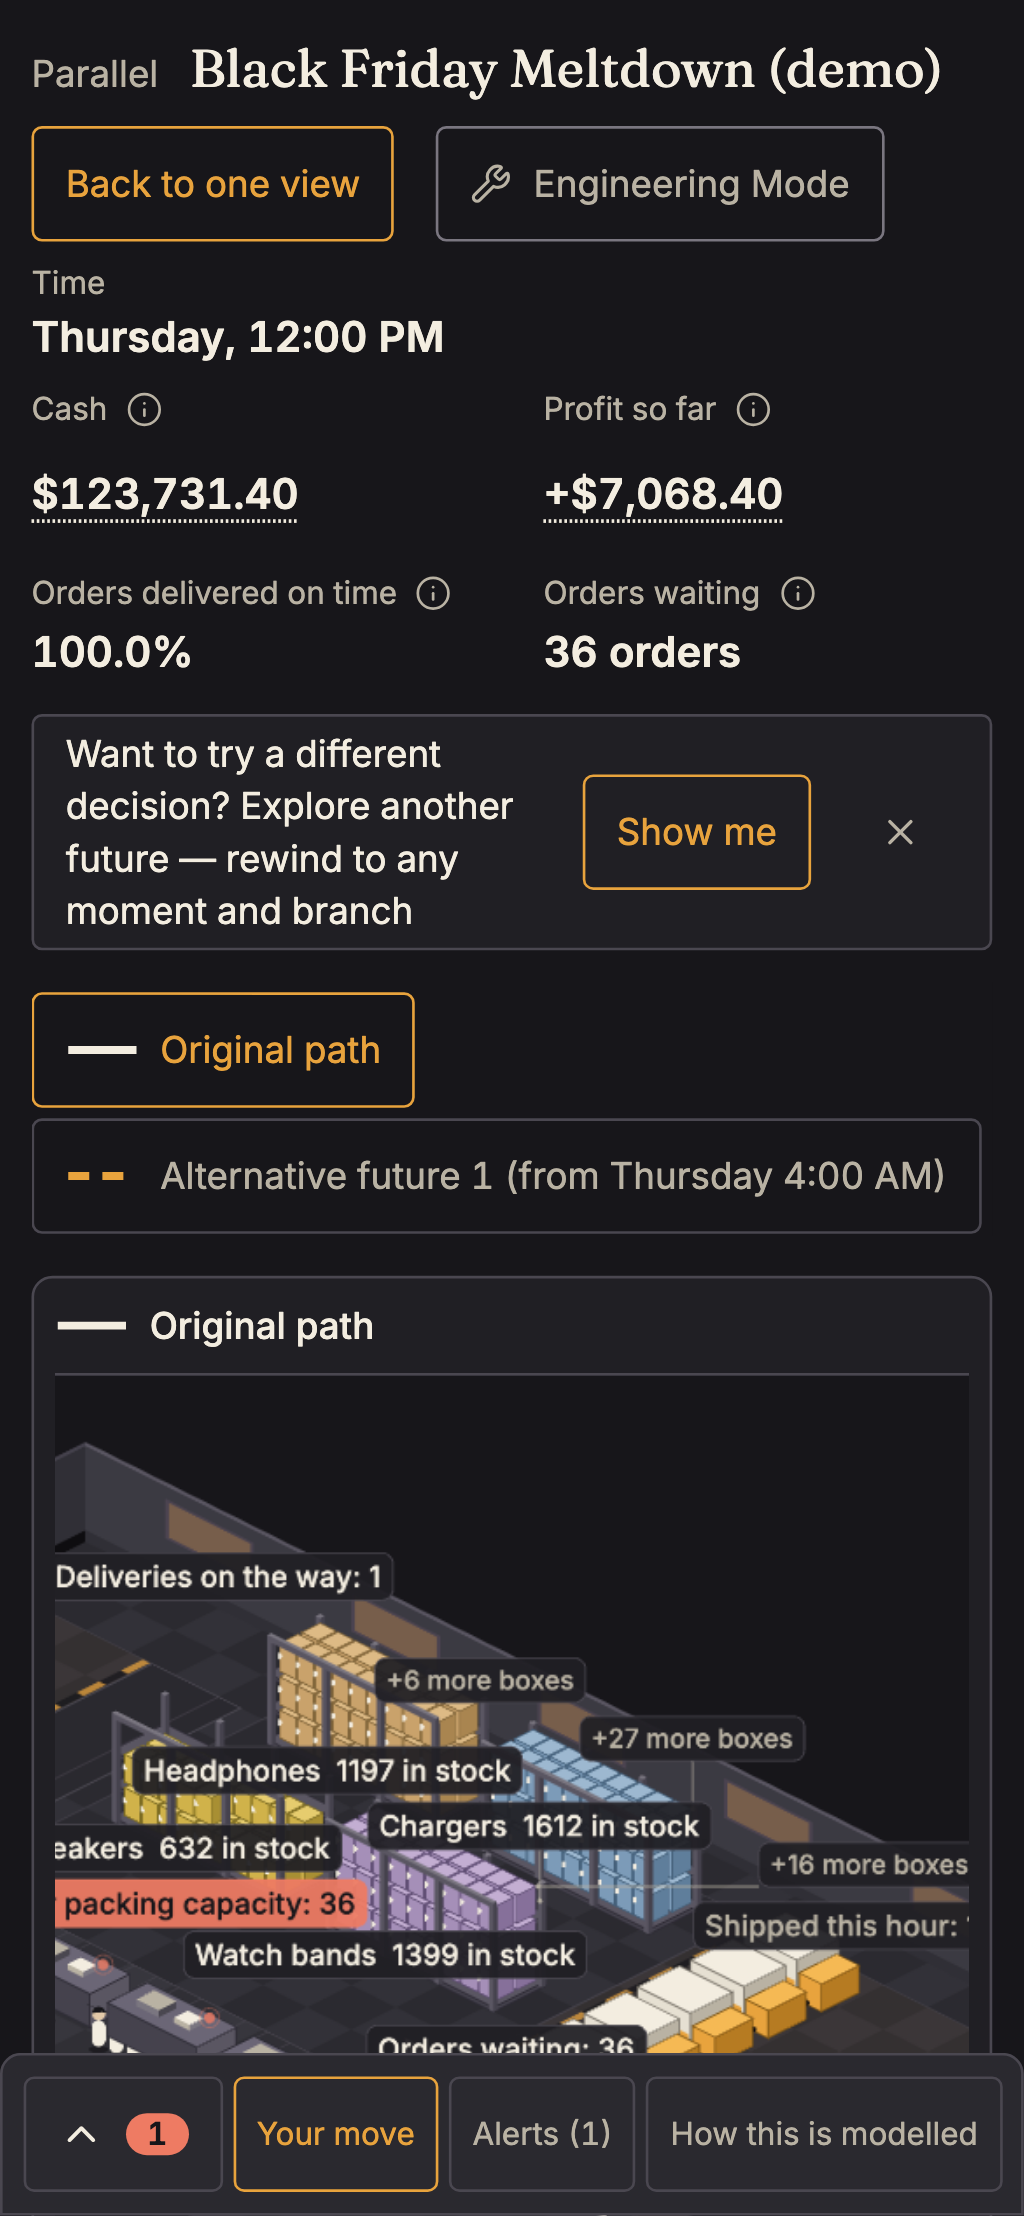 Parallel Black Friday Meltdown (demo)
Back to one view
Engineering Mode
Time
Thursday, 12:00 PM
Cash
Profit so far
$123,731.40
+$7,068.40
Orders delivered on time
Orders waiting
100.0%
36 orders
Want to try a different
decision? Explore another
future — rewind to any
moment and branch
Show me
Original path
Alternative future 1 (from Thursday 4:00 AM)
Original path
Deliveries on the way: 1
+6 more boxes
+27 more boxes
Headphones 1197 in stock
Chargers 1612 in stock
eakers 632 in stock
+16 more boxes
packing capacity: 36
Shipped this hour:
Watch bands 1399 in stock
Orders waiting: 36
1
Your move
Alerts (1)
How this is modelled